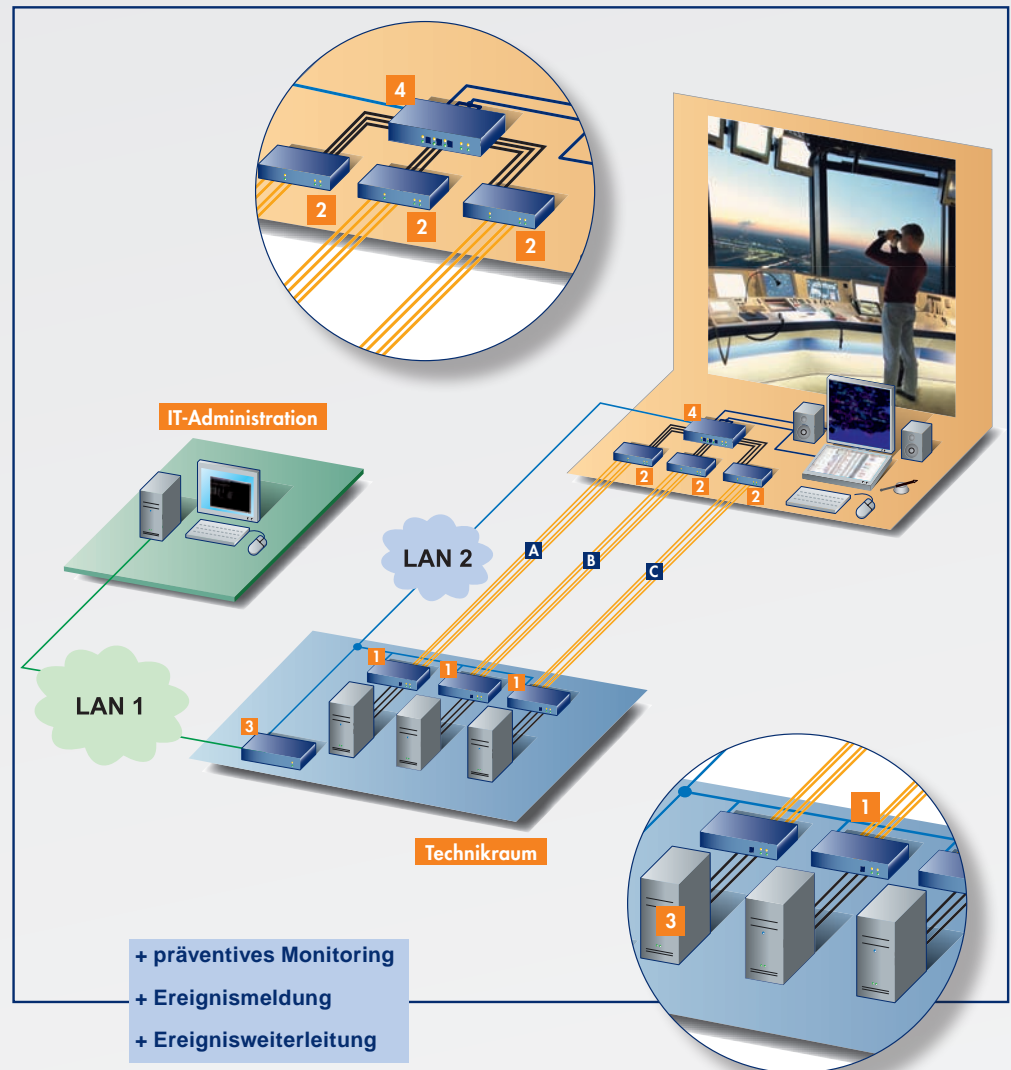 4
2
2
2
IT-Administration
4
2
2
2
LAN 2
A
B
C
1
1
1
LAN 1
3
1
Technikraum
3
+ präventives Monitoring
+ Ereignismeldung
+ Ereignisweiterleitung